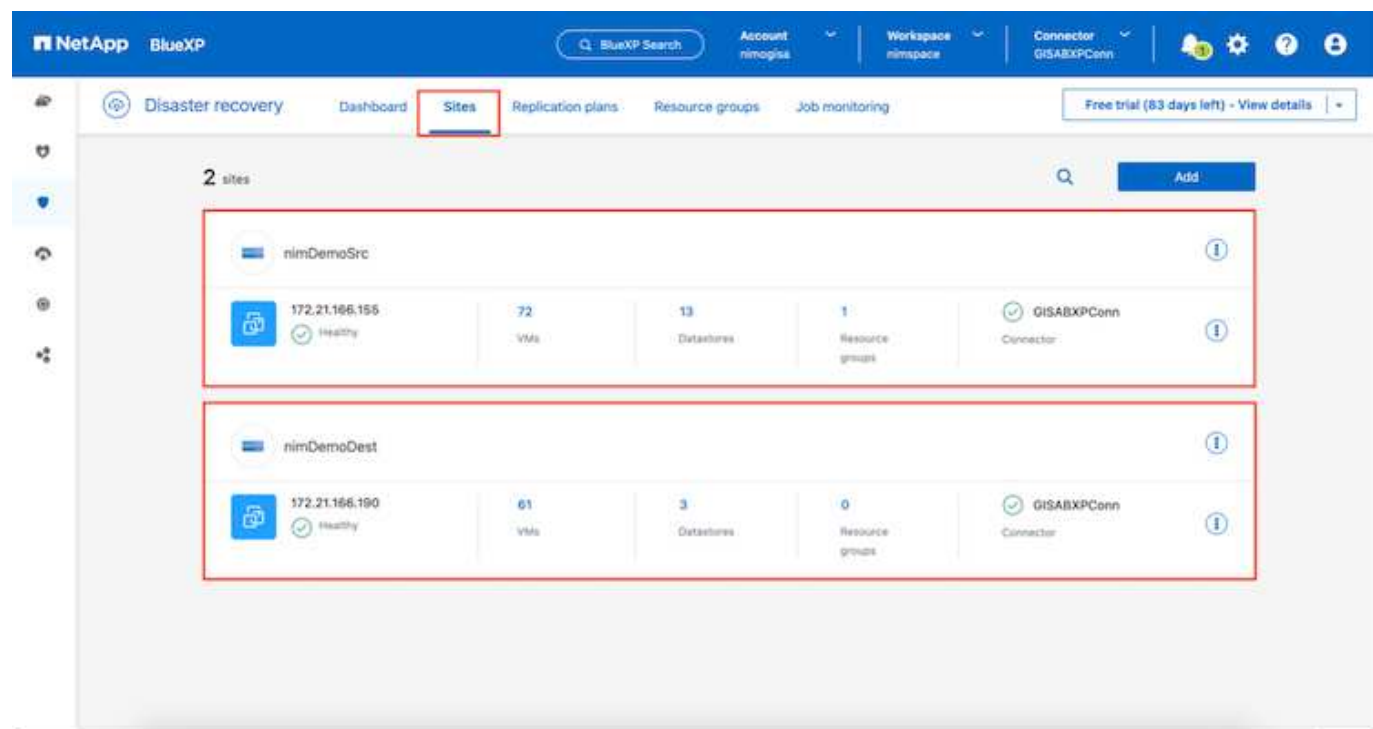 NetApp BlueXP
BlueXP Search
Account
nimogisa
Workspace
nimspace
Connector
GISABXPConn
1
Disaster recovery
Dashboard
Sites
Replication plans
Resource groups
Job monitoring
Free trial (83 days left) - View details
2 sites
Add
nimDemoSrc
172.21.166.155
Healthy
72
VMs
13
Datastores
1
Resource
groups
GISABXPConn
Connector
nimDemoDest
172.21.166.190
Healthy
61
VMs
3
Datastores
0
Resource
groups
GISABXPConn
Connector